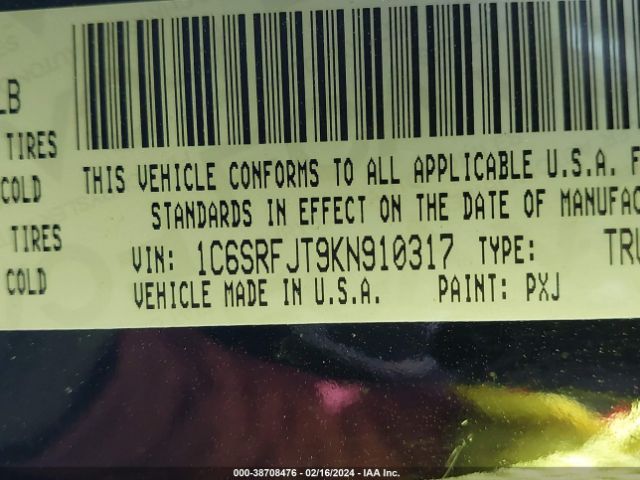 LB
TIRES
COLD
TIRES
COLD
THIS VEHICLE CONFORMS TO ALL APPLICABLE U.S.A. F
STANDARDS IN EFFECT ON THE DATE OF MANUFAC
VIN: 1C6SRFJT9KN910317 TYPE: TRU
VEHICLE MADE IN U.S.A. PAINT: PXJ
000-38708476 - 02/16/2024 - IAA Inc.